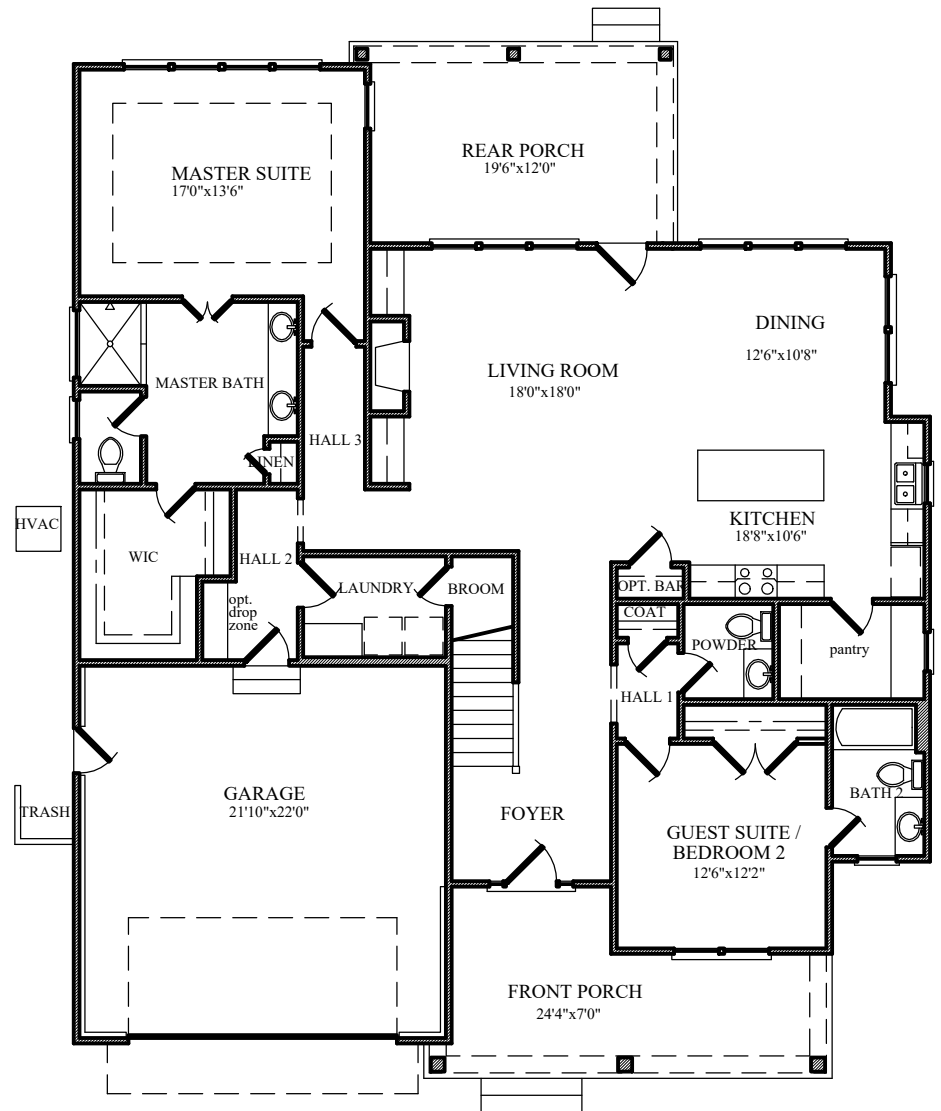 REAR PORCH
19'6"x12'0"
MASTER SUITE
17'0"x13'6"
DINING
12'6"x10'8"
LIVING ROOM
18'0"x18'0"
MASTER BATH
HALL 3
LINEN
HVAC
WIC
HALL 2
KITCHEN
18'8"x10'6"
LAUNDRY
BROOM
OPT. BAR
opt.
drop
zone
COAT
POWDER
pantry
HALL 1
GARAGE
21'10"x22'0"
TRASH
FOYER
BATH 2
GUEST SUITE /
BEDROOM 2
12'6"x12'2"
FRONT PORCH
24'4"x7'0"